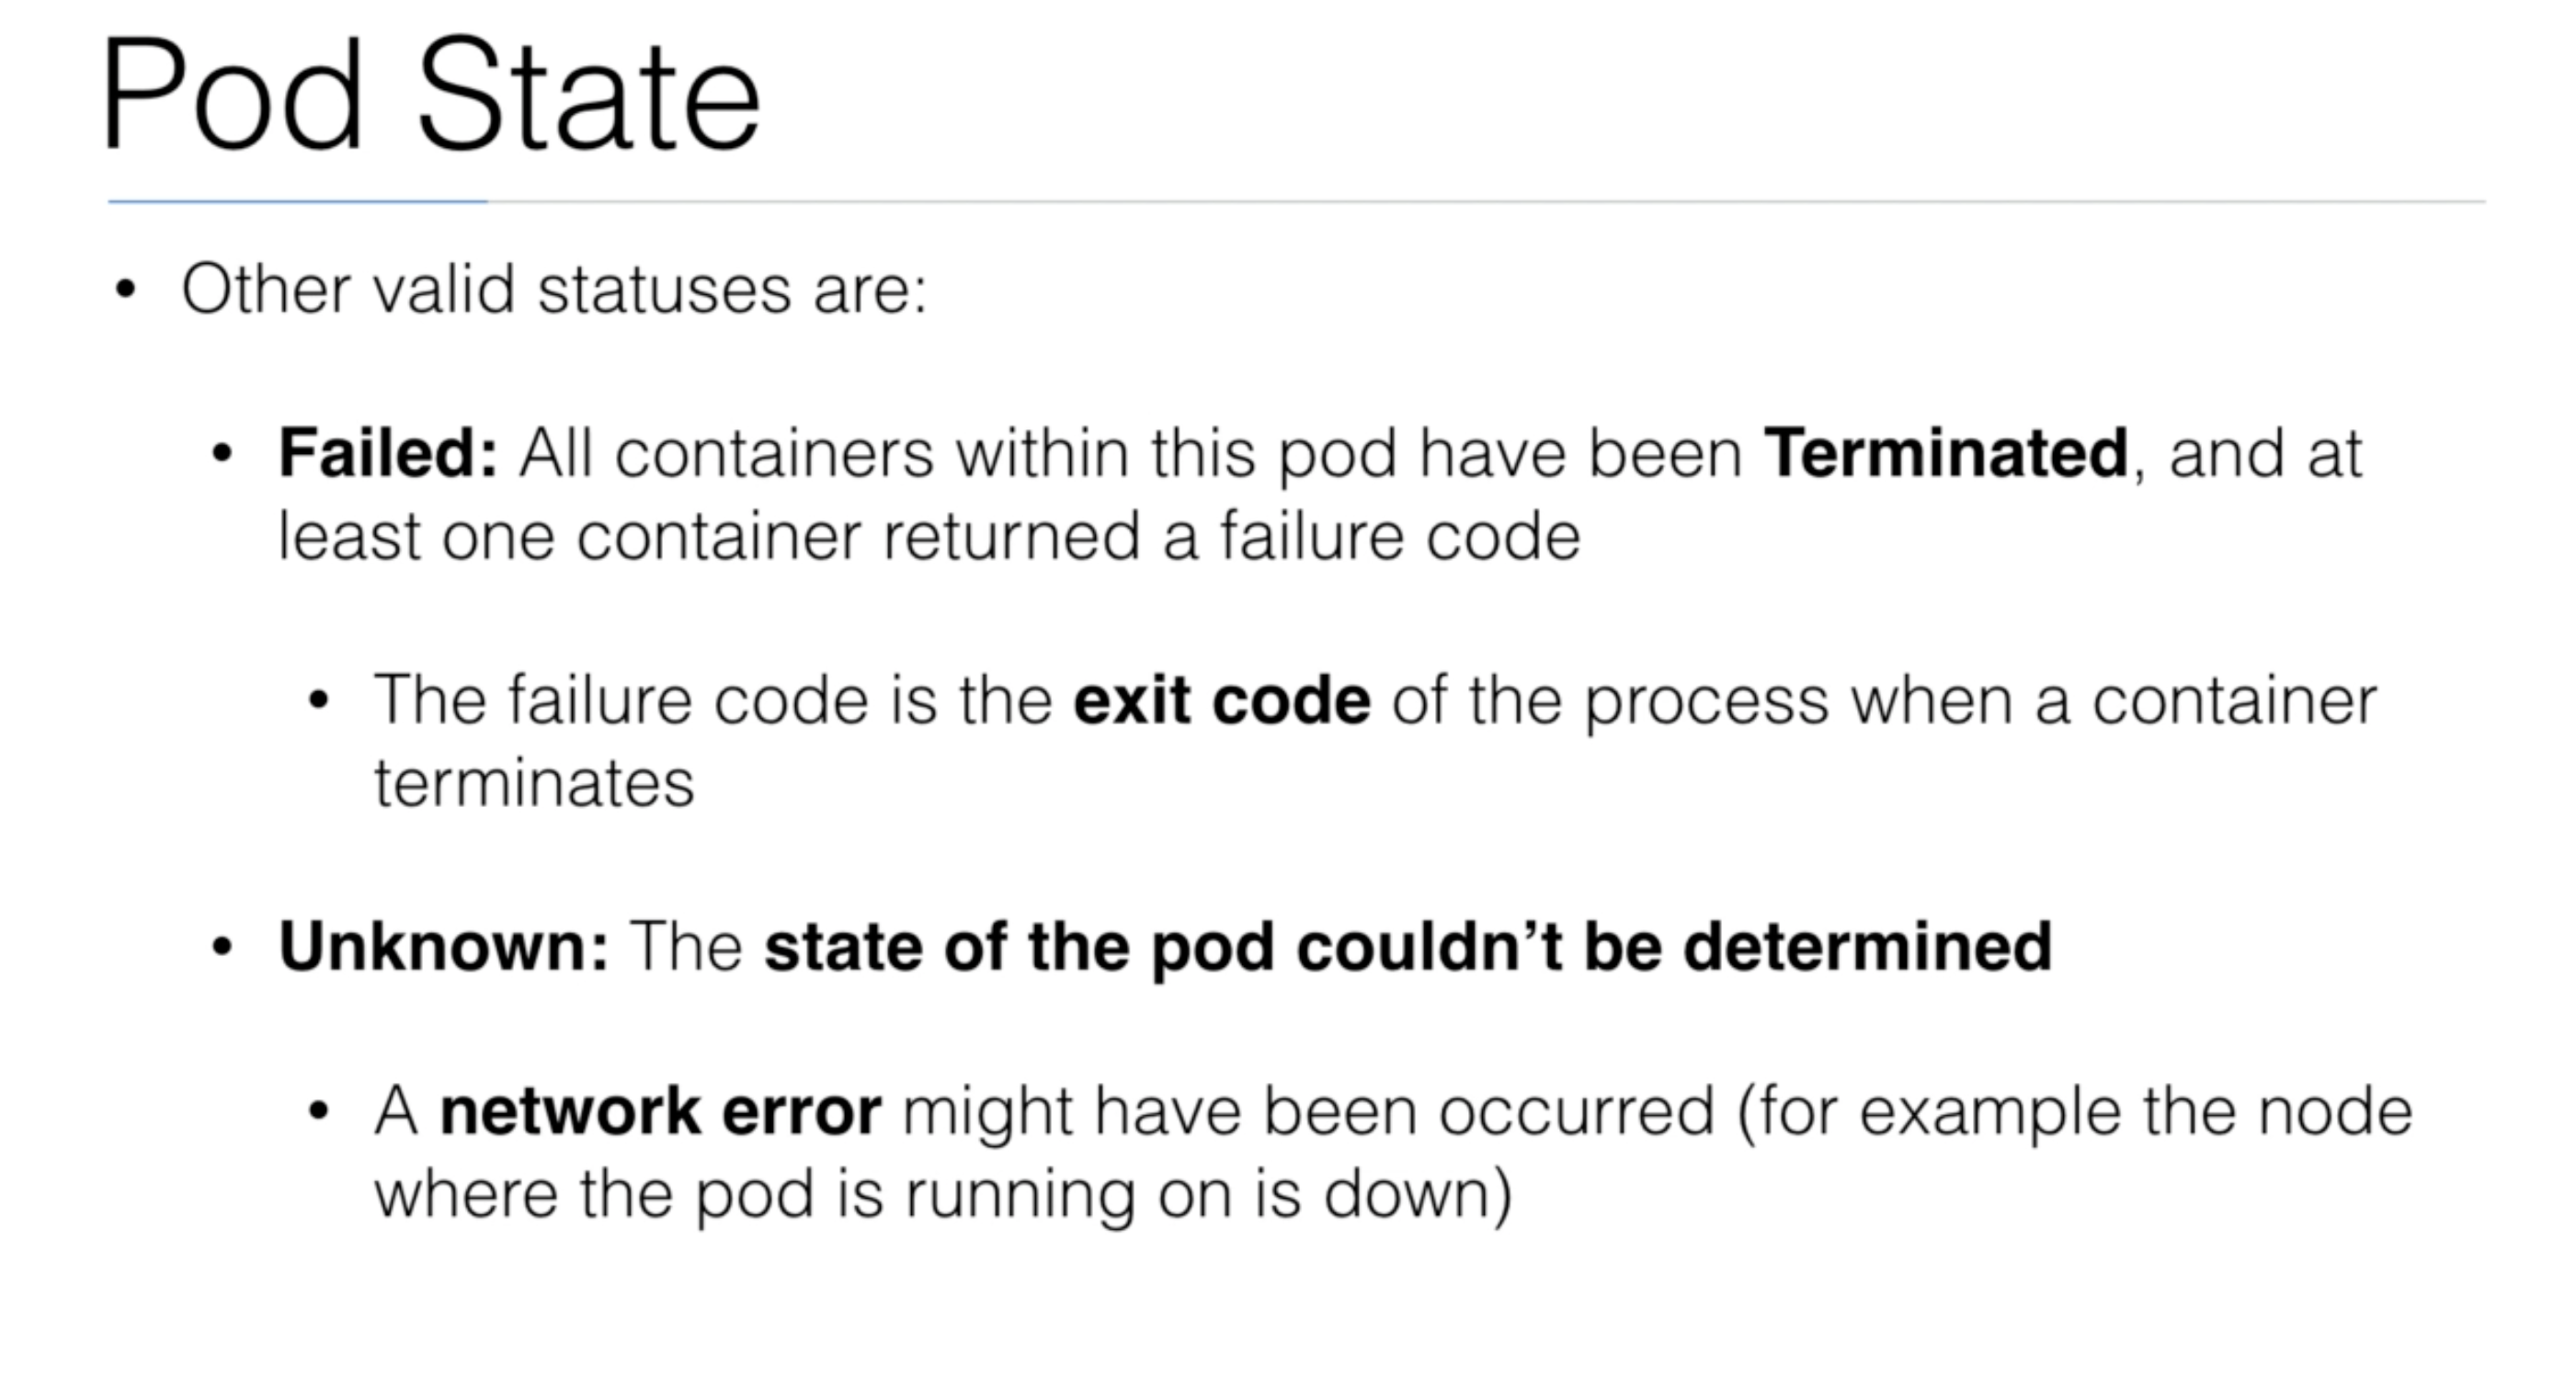 Pod State
• Other valid statuses are:
• Failed: All containers within this pod have been Terminated, and at
least one container returned a failure code
• The failure code is the exit code of the process when a container
terminates
• Unknown: The state of the pod couldn’t be determined
• A network error might have been occurred (for example the node
where the pod is running on is down)